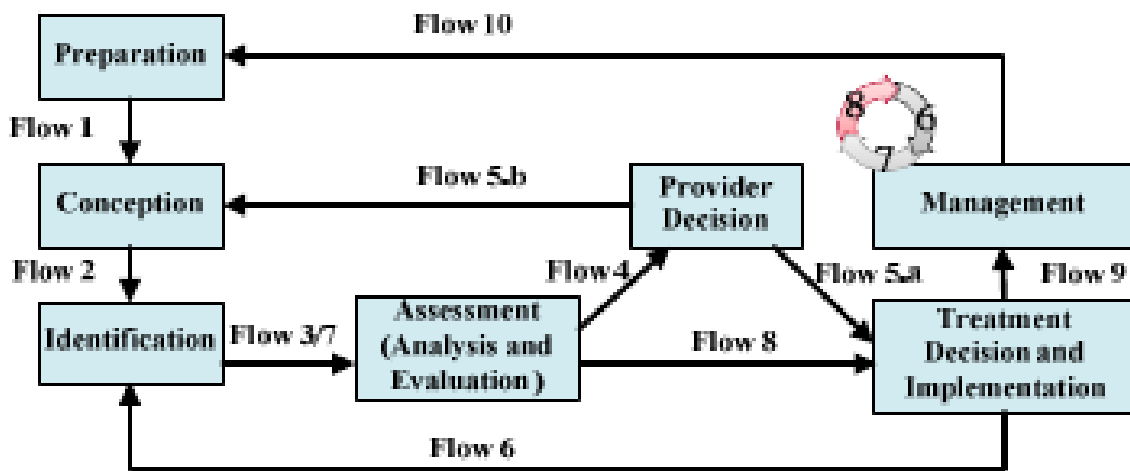 Flow 10
Preparation
Flow 1
8
6
7
Flow 5.b
Provider
Decision
Conception
Management
Flow 2
Flow 4
Flow 5.a
Flow 9
Identification
Flow 3/7
Assessment
(Analysis and
Evaluation)
Flow 8
Treatment
Decision and
Implementation
Flow 6